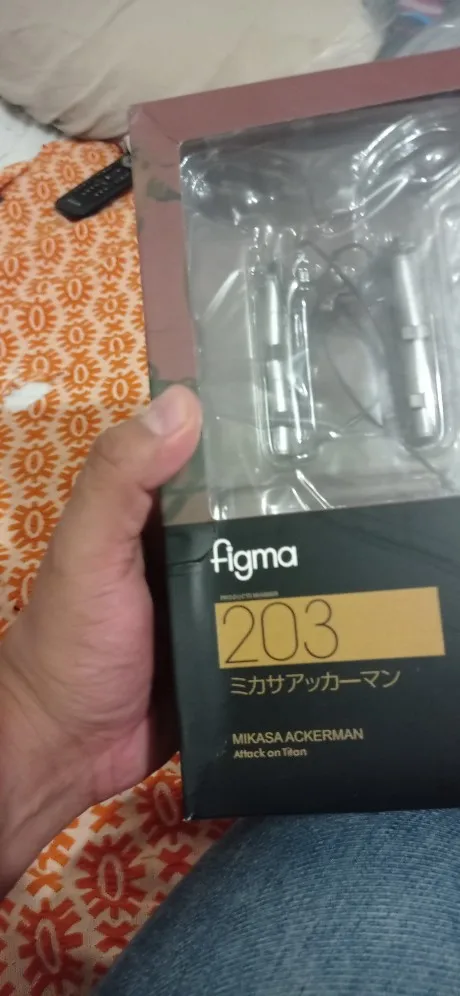 figma
PRODUCTS NUMBER
203
ミカサアッカーマン
MIKASA ACKERMAN
Attack on Titan